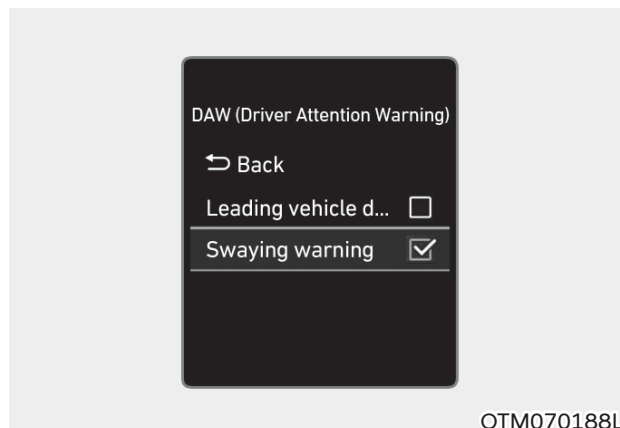 DAW (Driver Attention Warning)
Back
Leading vehicle d...
Swaying warning
OTM070188L